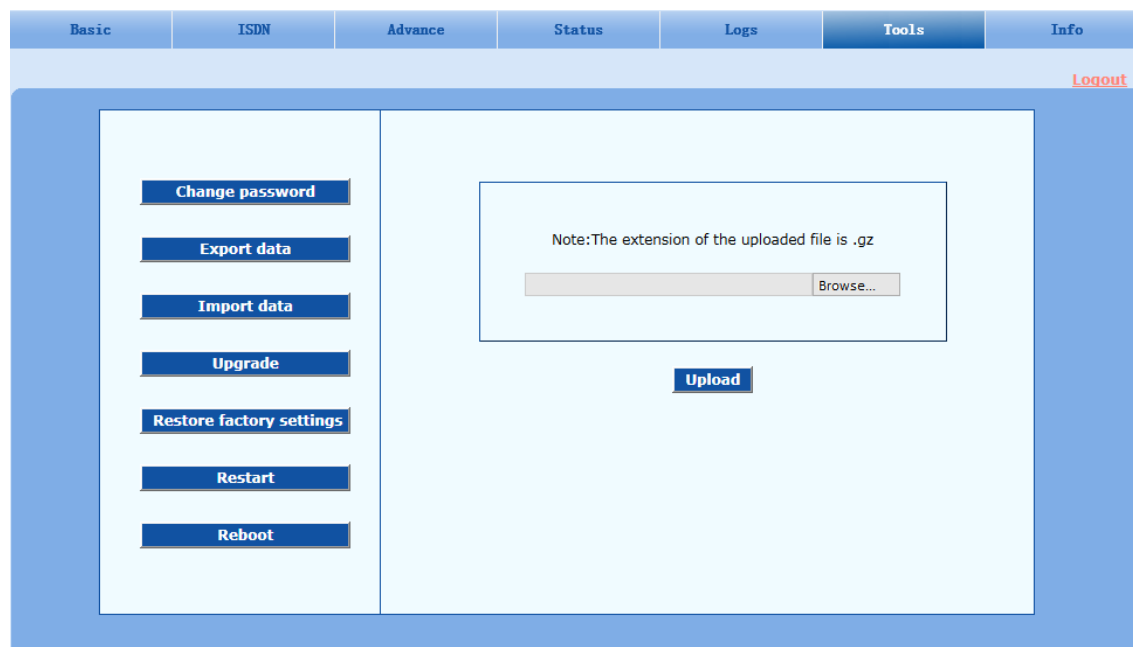 Basic ISDN Advance Status Logs Tools Info
Logout
Change password
Export data
Import data
Upgrade
Restore factory settings
Restart
Reboot
Note:The extension of the uploaded file is .gz
Browse...
Upload